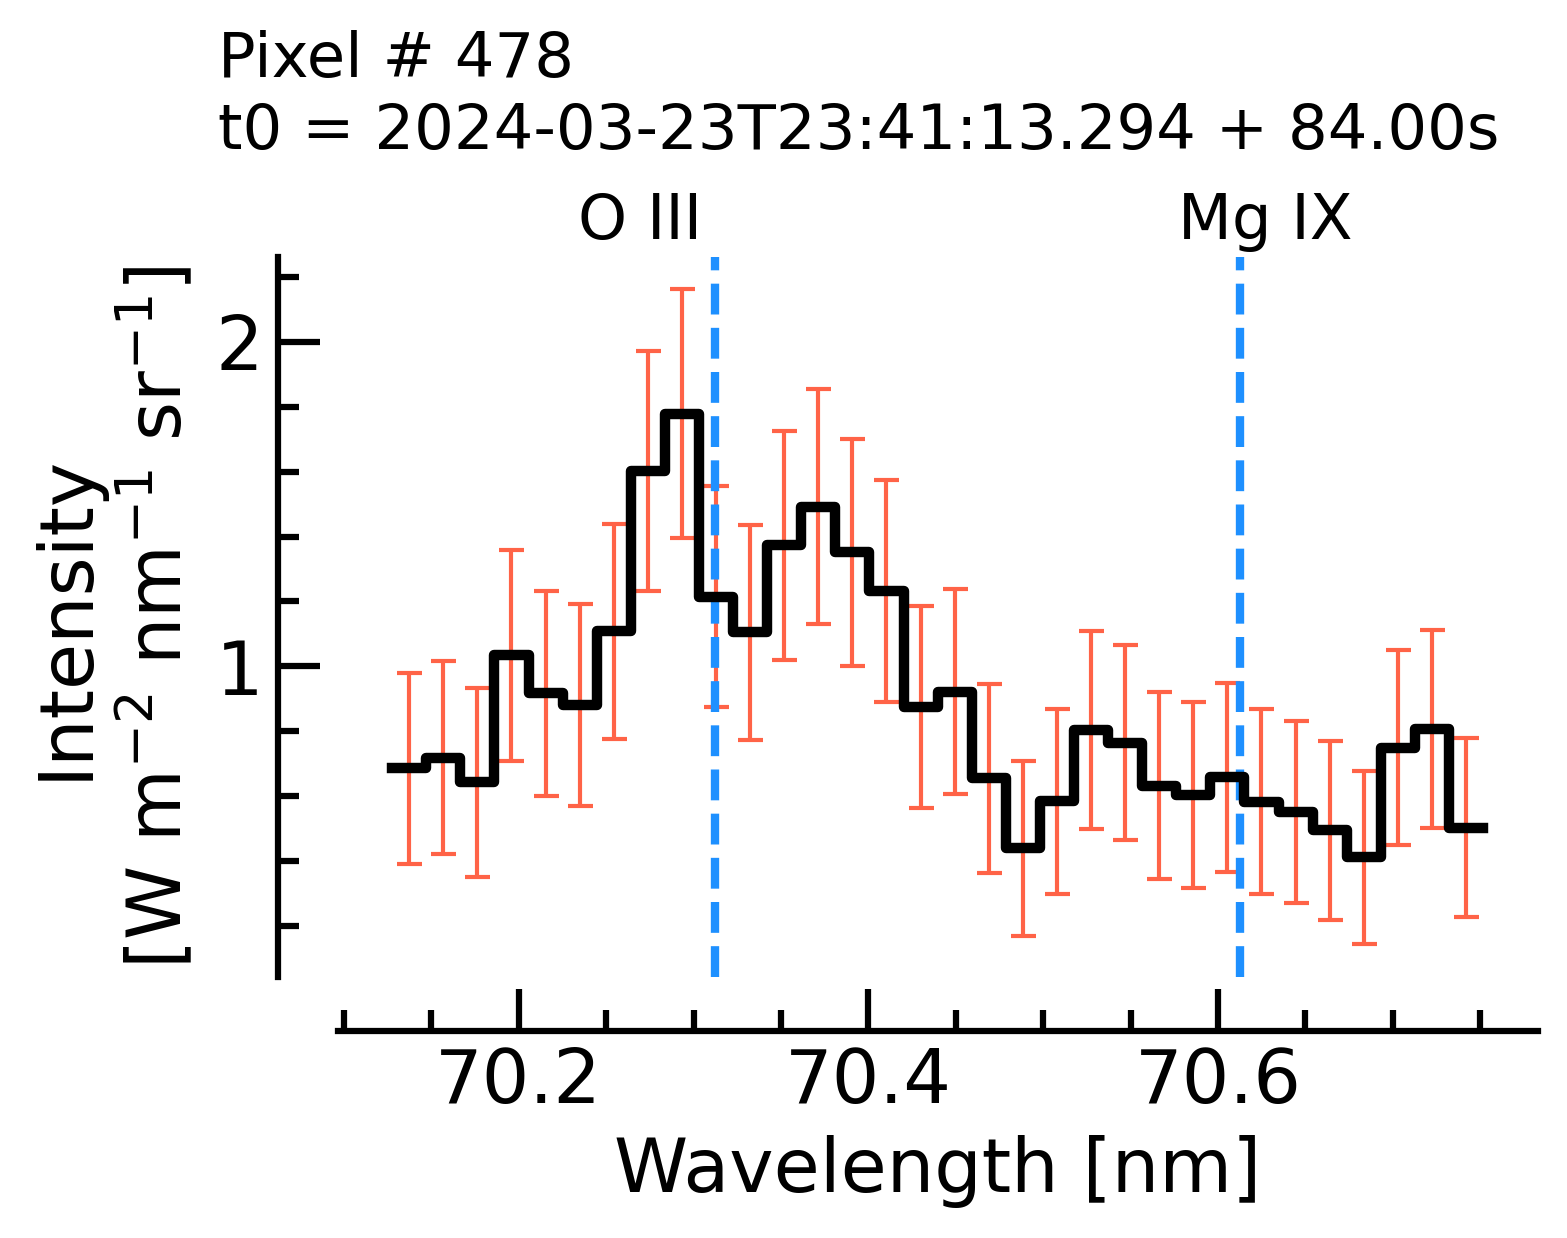 Pixel # 478
t0 = 2024-03-23T23:41:13.294 + 84.00s
O III
Mg IX
Intensity
[W m⁻² nm⁻¹ sr⁻¹]
2
1
70.2
70.4
70.6
Wavelength [nm]